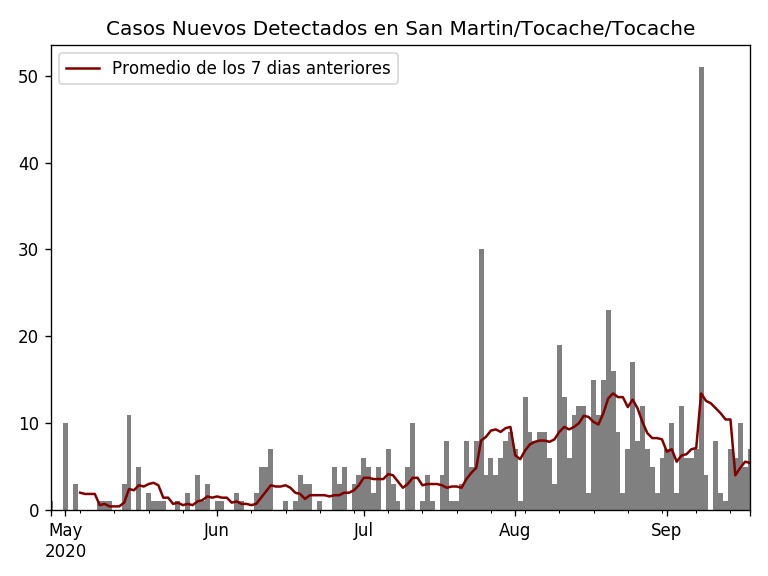 Casos Nuevos Detectados en San Martin/Tocache/Tocache
Promedio de los 7 dias anteriores
50
40
30
20
10
0
May Jun Jul Aug Sep
2020